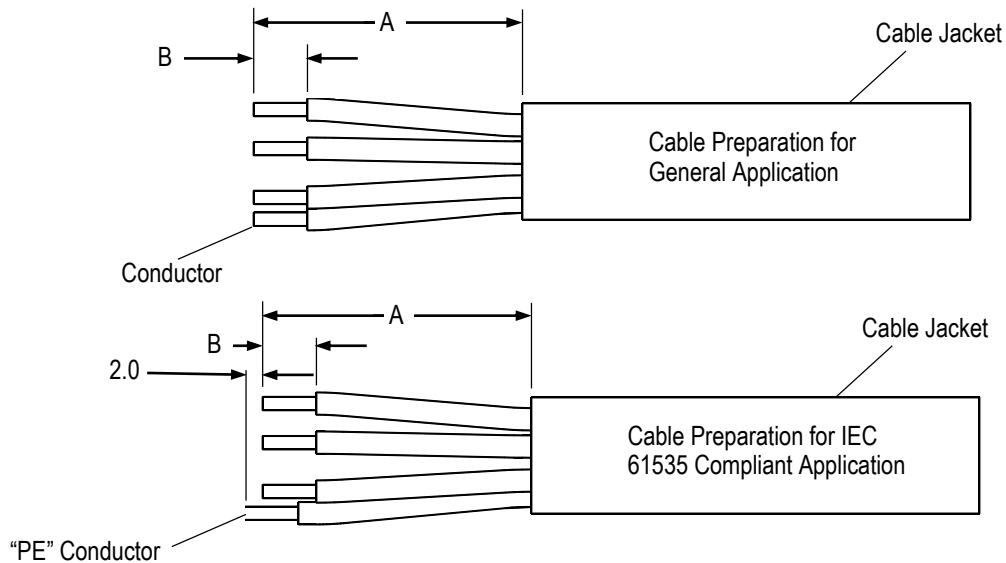 A
Cable Jacket
B
Cable Preparation for
General Application
Conductor
A
Cable Jacket
B
2.0
Cable Preparation for IEC
61535 Compliant Application
“PE” Conductor